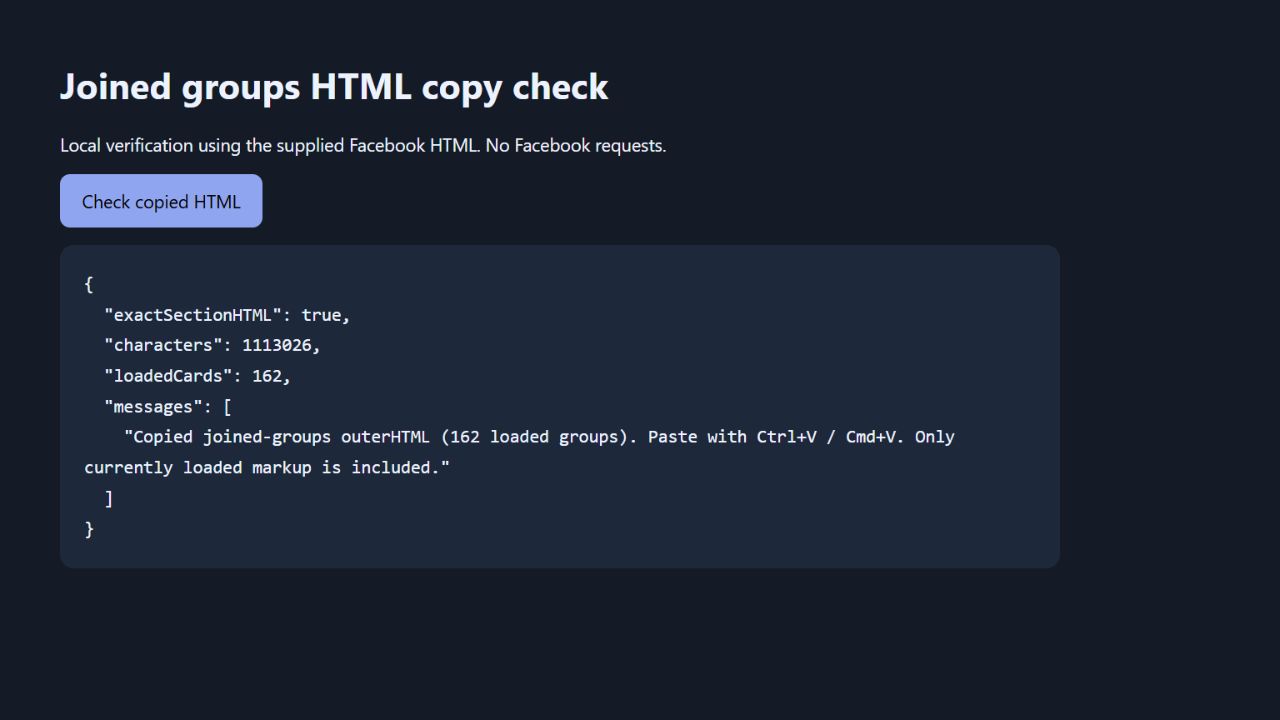 Joined groups HTML copy check
Local verification using the supplied Facebook HTML. No Facebook requests.
Check copied HTML
{
  "exactSectionHTML": true,
  "characters": 1113026,
  "loadedCards": 162,
  "messages": [
    "Copied joined-groups outerHTML (162 loaded groups). Paste with Ctrl+V / Cmd+V. Only
currently loaded markup is included."
  ]
}